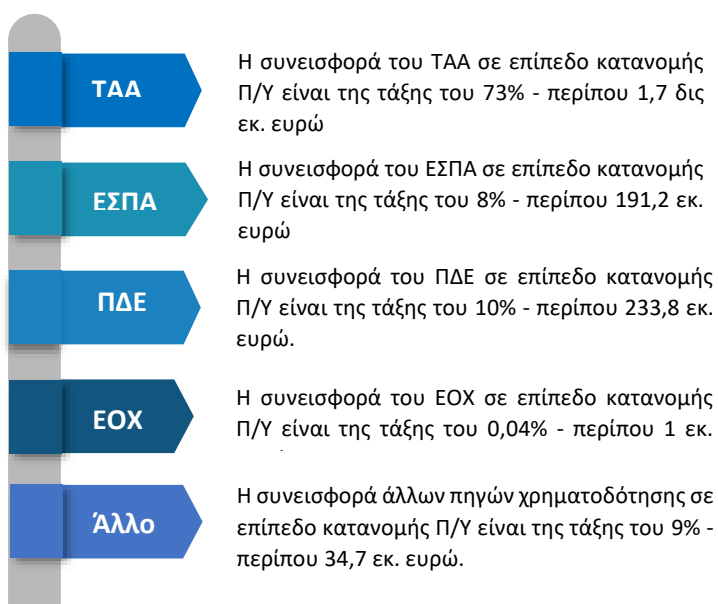 ΤΑΑ
Η συνεισφορά του ΤΑΑ σε επίπεδο κατανομής
Π/Υ είναι της τάξης του 73% - περίπου 1,7 δις
εκ. ευρώ
ΕΣΠΑ
Η συνεισφορά του ΕΣΠΑ σε επίπεδο κατανομής
Π/Υ είναι της τάξης του 8% - περίπου 191,2 εκ.
ευρώ
ΠΔΕ
Η συνεισφορά του ΠΔΕ σε επίπεδο κατανομής
Π/Υ είναι της τάξης του 10% - περίπου 233,8 εκ.
ευρώ.
ΕΟΧ
Η συνεισφορά του ΕΟΧ σε επίπεδο κατανομής
Π/Υ είναι της τάξης του 0,04% - περίπου 1 εκ.
Άλλο
Η συνεισφορά άλλων πηγών χρηματοδότησης σε
επίπεδο κατανομής Π/Υ είναι της τάξης του 9% -
περίπου 34,7 εκ. ευρώ.